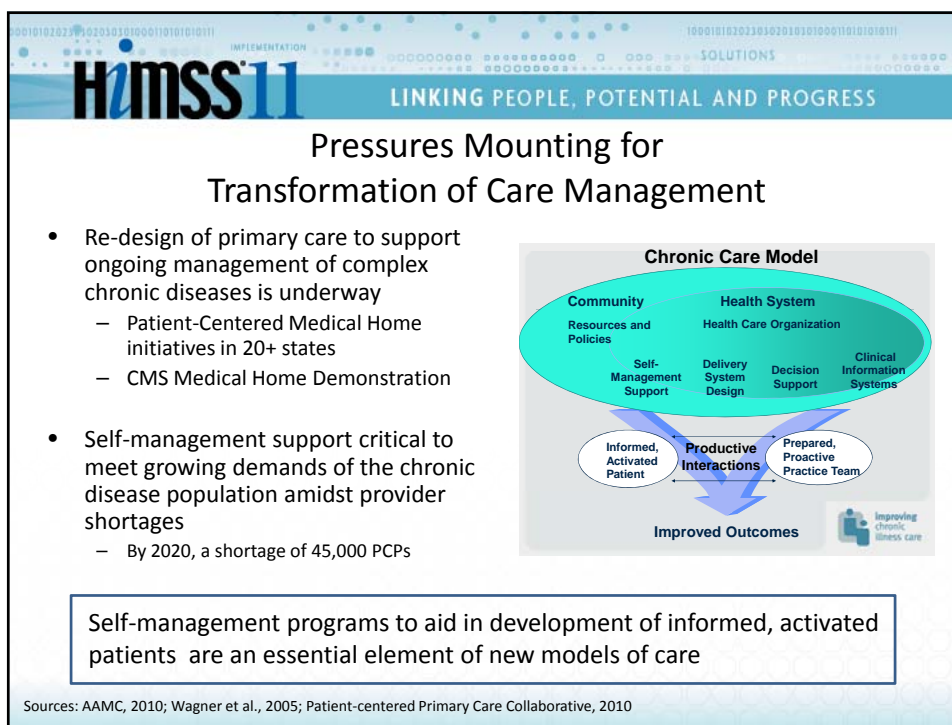 IMPLEMENTATION
SOLUTIONS
HiMSS 11
LINKING PEOPLE, POTENTIAL AND PROGRESS
Pressures Mounting for
Transformation of Care Management
• Re-design of primary care to support
ongoing management of complex
chronic diseases is underway
– Patient-Centered Medical Home
initiatives in 20+ states
– CMS Medical Home Demonstration
• Self-management support critical to
meet growing demands of the chronic
disease population amidst provider
shortages
– By 2020, a shortage of 45,000 PCPs
Chronic Care Model
Community
Health System
Resources and
Policies
Health Care Organization
Self-
Management
Support
Delivery
System
Design
Decision
Support
Clinical
Information
Systems
Informed,
Activated
Patient
Productive
Interactions
Prepared,
Proactive
Practice Team
Improved Outcomes
improving
chronic
illness care
Self-management programs to aid in development of informed, activated
patients are an essential element of new models of care
Sources: AAMC, 2010; Wagner et al., 2005; Patient-centered Primary Care Collaborative, 2010